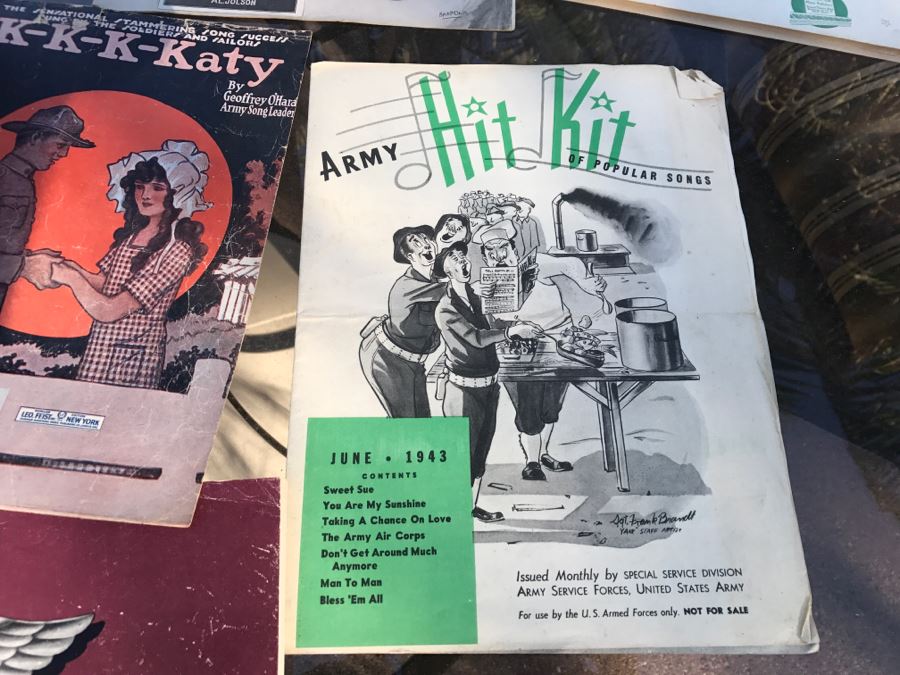 AL JOLSON
THE SENSATIONAL STAMMERING SONG SUCCESS
SUNG BY THE SOLDIERS AND SAILORS
K-K-K-Katy
By
Geoffrey O'Hara
Army Song Leader
LEO. FEIST
NEW YORK
ARMY Hit Kit
OF POPULAR SONGS
JUNE • 1943
CONTENTS
Sweet Sue
You Are My Sunshine
Taking A Chance On Love
The Army Air Corps
Don't Get Around Much
Anymore
Man To Man
Bless 'Em All
Sgt. Frank Brandt
YANK STAFF ARTIST
Issued Monthly by SPECIAL SERVICE DIVISION
ARMY SERVICE FORCES, UNITED STATES ARMY
For use by the U.S. Armed Forces only. NOT FOR SALE